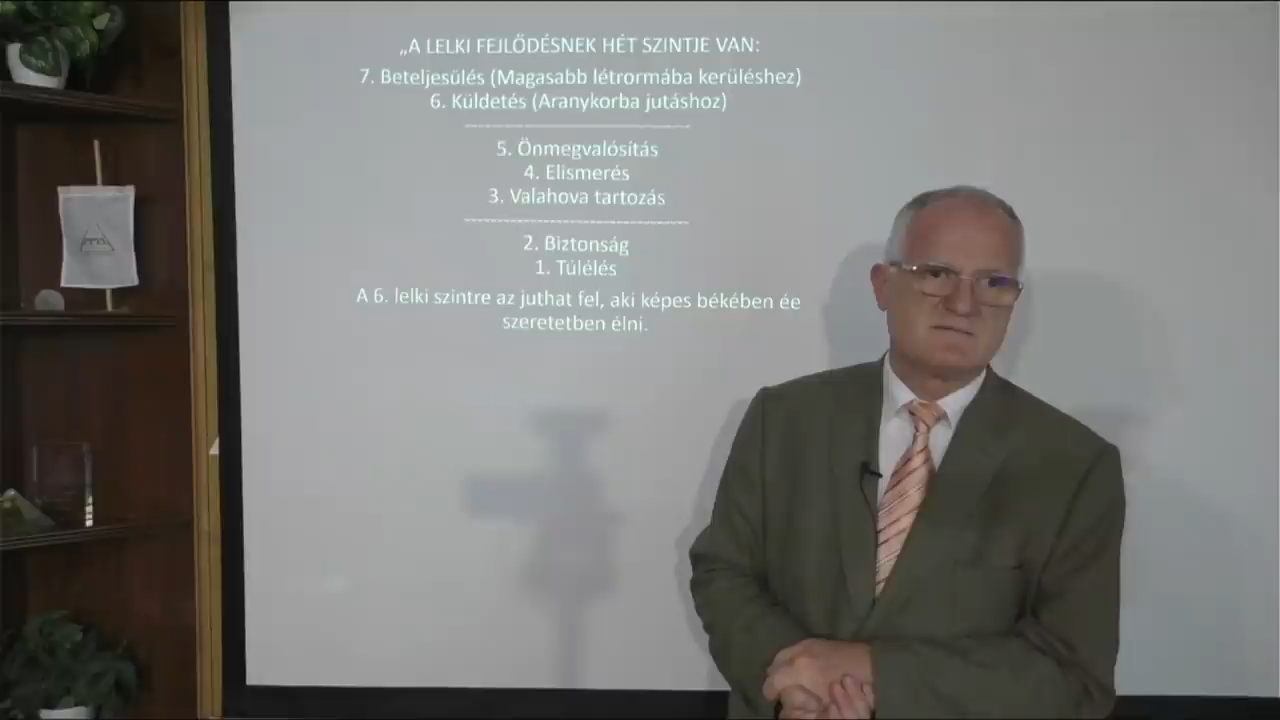 „A LELKI FEJLŐDÉSNEK HÉT SZINTJE VAN:
7. Beteljesülés (Magasabb létrormába kerüléshez)
6. Küldetés (Aranykorba jutáshoz)
5. Önmegvalósítás
4. Elismerés
3. Valahova tartozás
2. Biztonság
1. Túlélés
A 6. lelki szintre az juthat fel, aki képes békében ée
szeretetben élni.